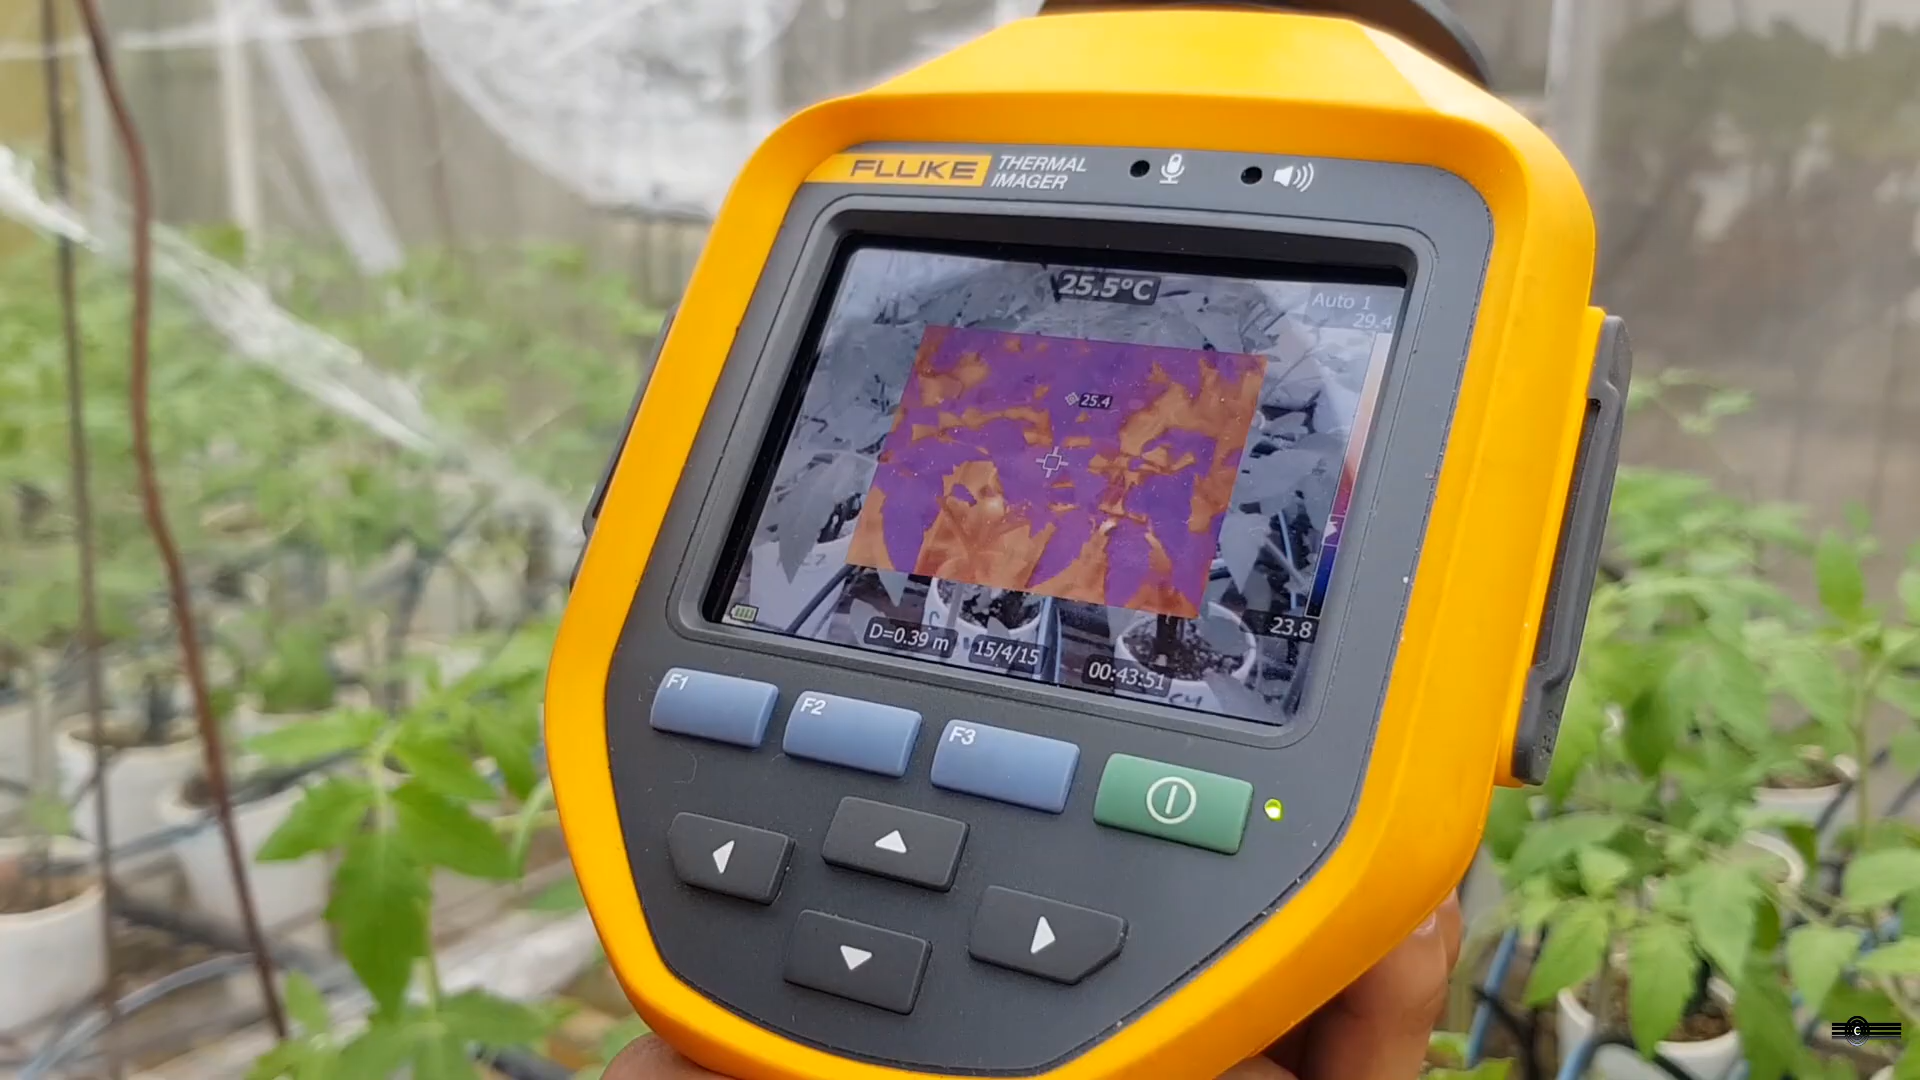 FLUKE
THERMAL
IMAGER
25.5°C
Auto 1
29.4
25.4
23.8
D=0.39 m
15/4/15
00:43:51
F1
F2
F3
C